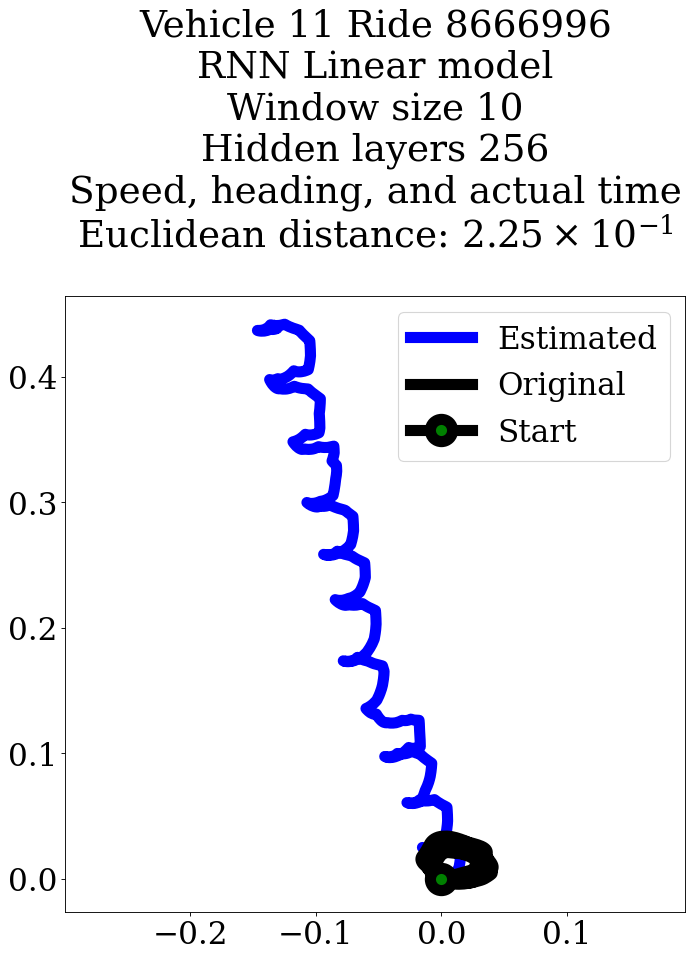 Vehicle 11 Ride 8666996
RNN Linear model
Window size 10
Hidden layers 256
Speed, heading, and actual time
Euclidean distance: 2.25 × 10⁻¹
Estimated
Original
Start
0.4
0.3
0.2
0.1
0.0
−0.2
−0.1
0.0
0.1